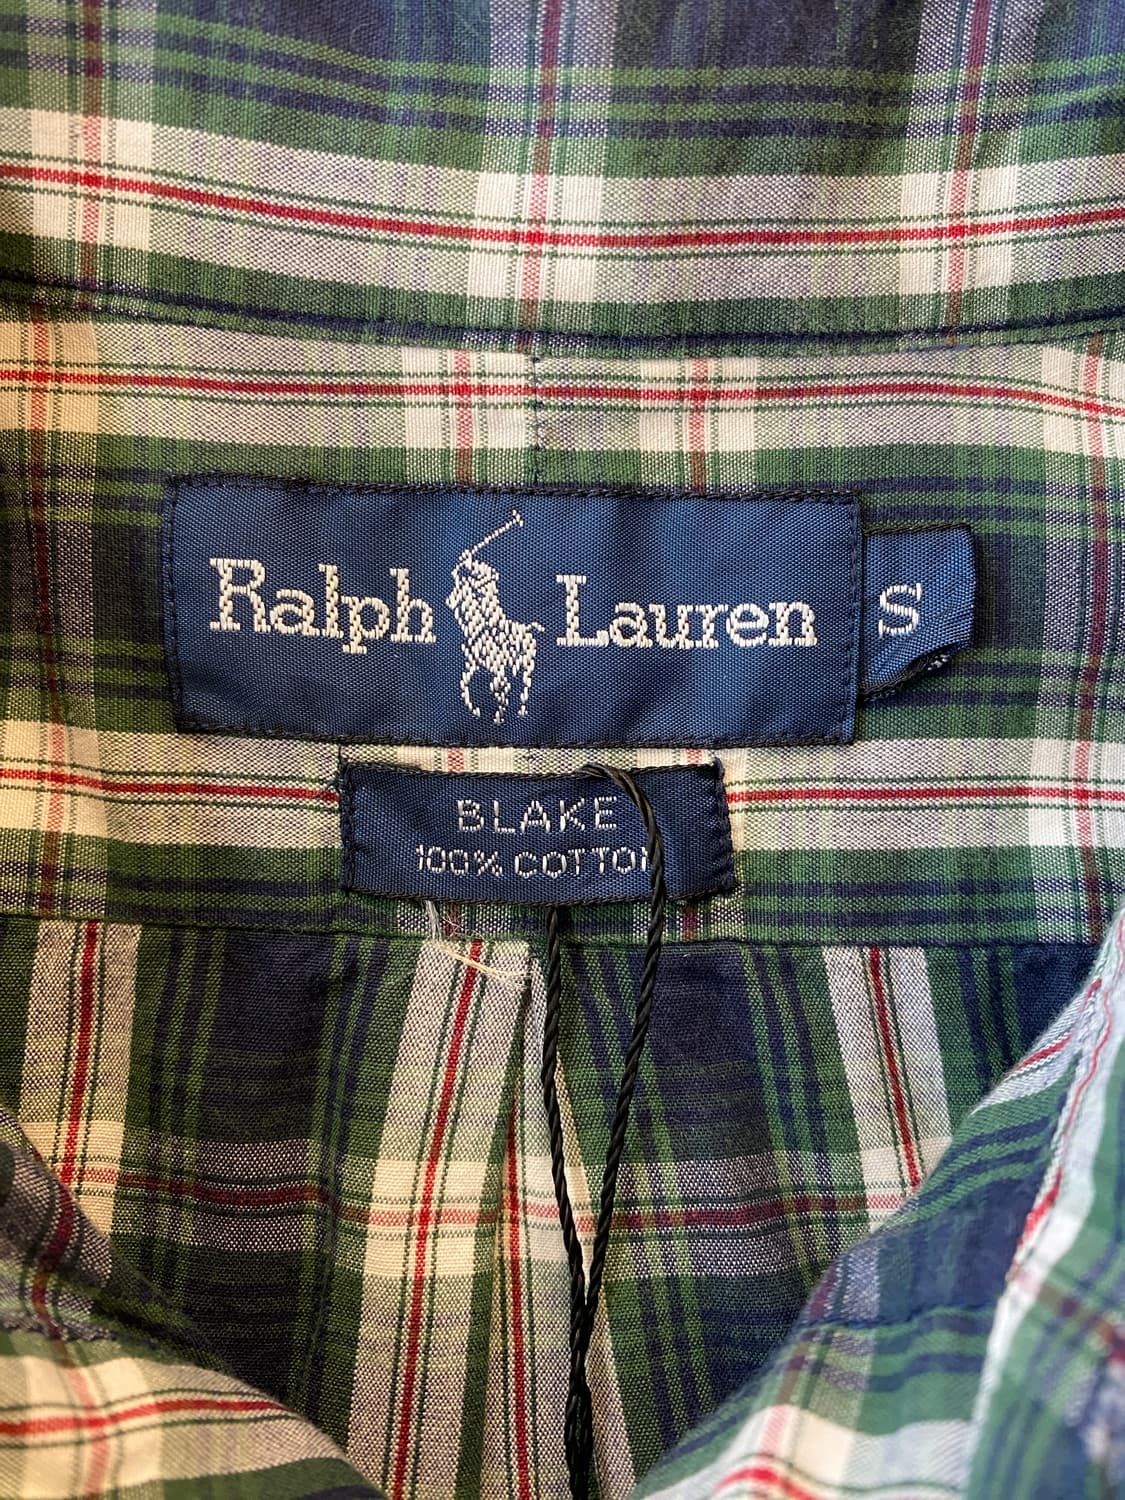 Ralph Lauren S
BLAKE
100% COTTON